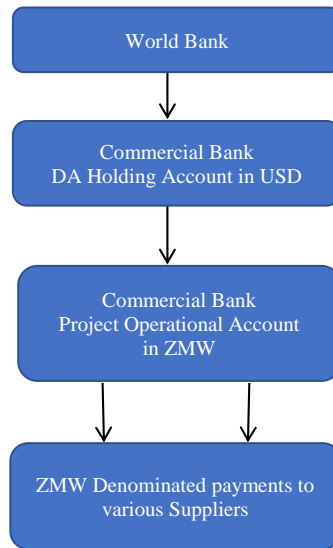 World Bank
Commercial Bank
DA Holding Account in USD
Commercial Bank
Project Operational Account
in ZMW
ZMW Denominated payments to
various Suppliers